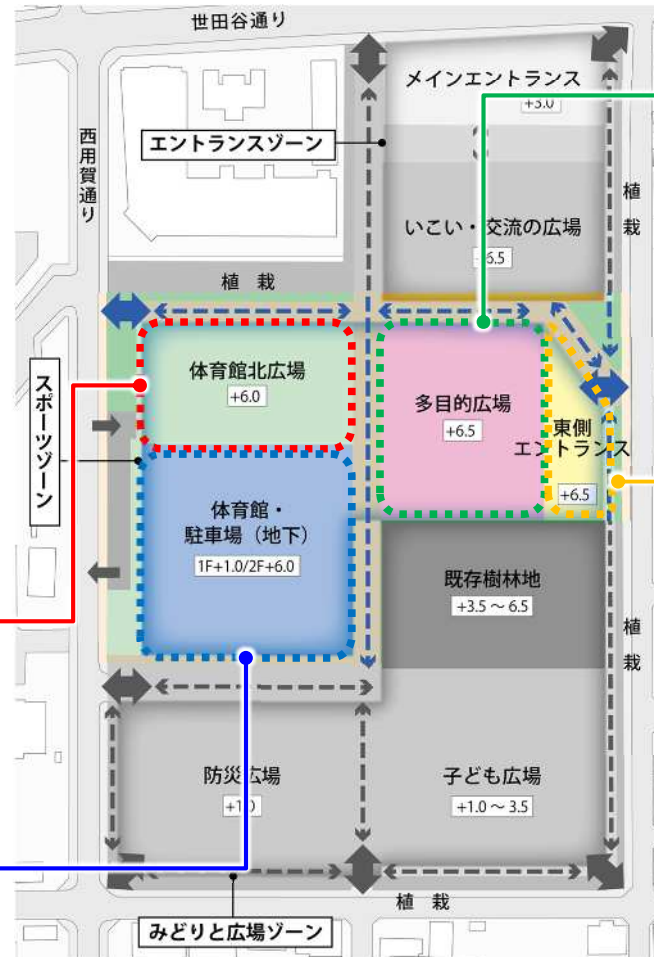 世田谷通り
メインエントランス
+3.0
エントランスゾーン
西用賀通り
植栽
いこい・交流の広場
+6.5
植栽
体育館北広場
+6.0
多目的広場
+6.5
スポーツゾーン
東側
エントランス
+6.5
体育館・
駐車場(地下)
1F+1.0/2F+6.0
既存樹林地
+3.5～6.5
植栽
防災広場
子ども広場
+1.0～3.5
植栽
みどりと広場ゾーン